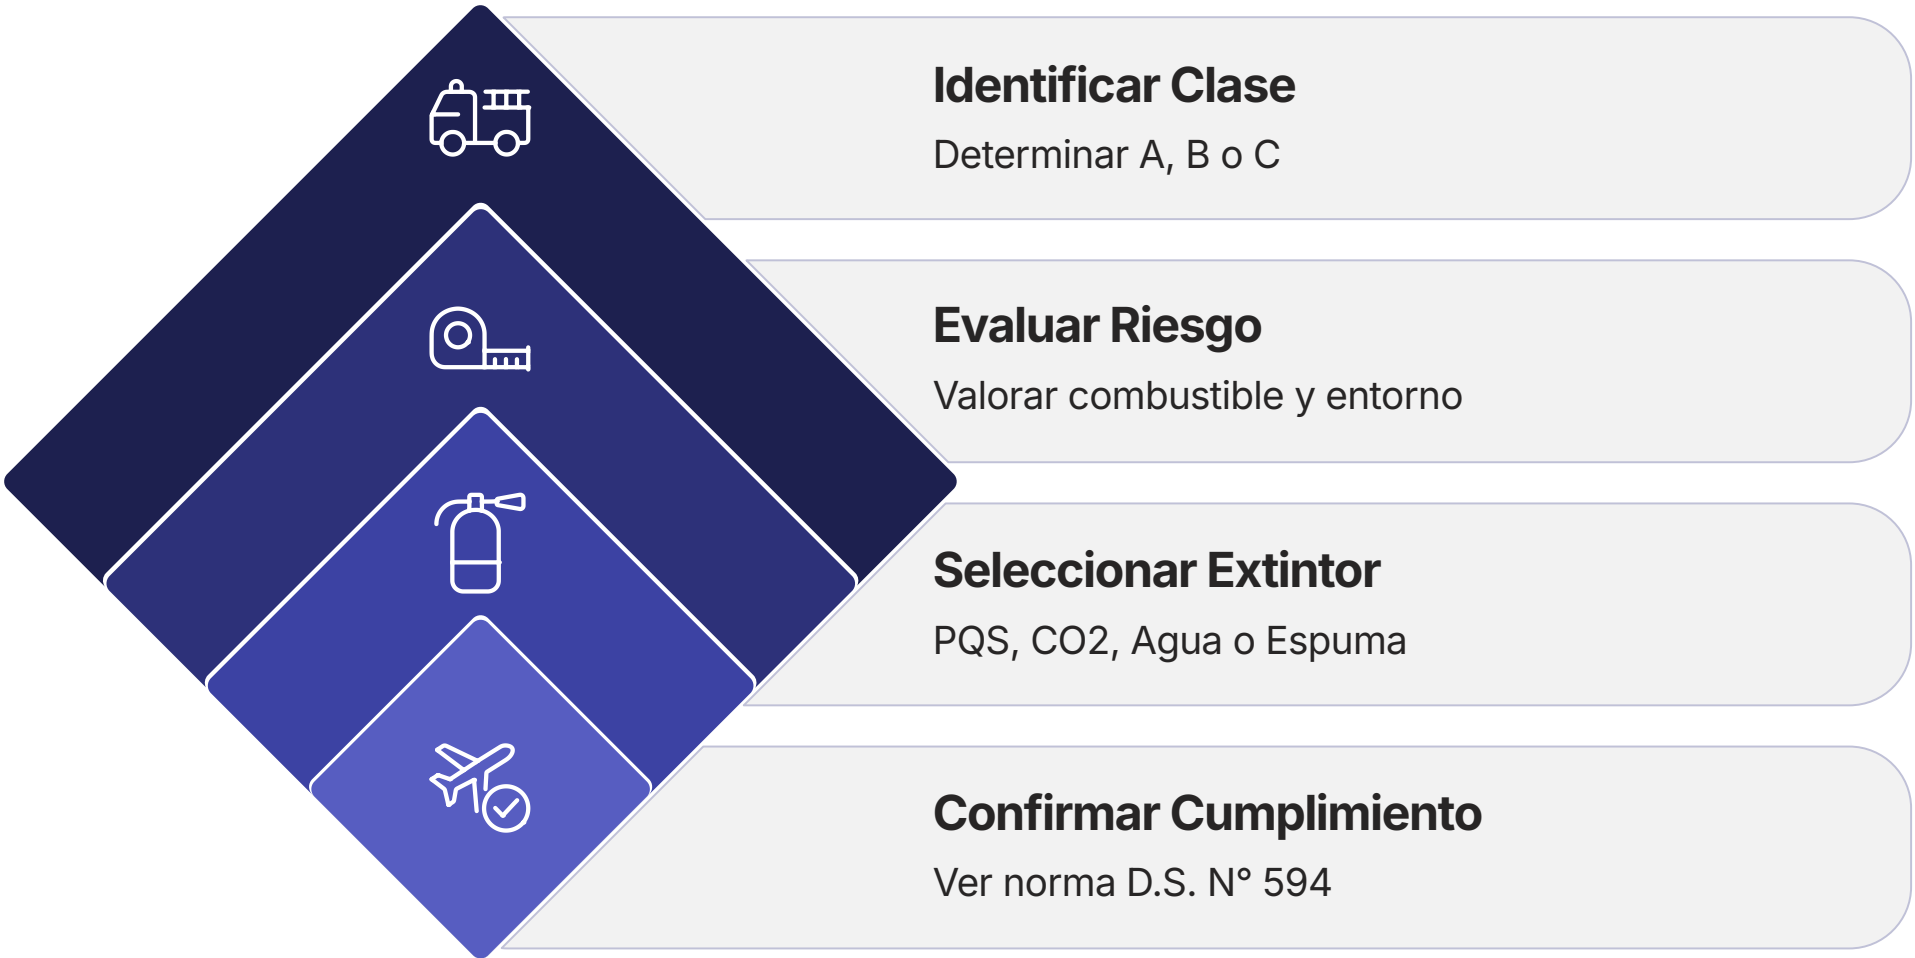 Identificar Clase
Determinar A, B o C
Evaluar Riesgo
Valorar combustible y entorno
Seleccionar Extintor
PQS, CO2, Agua o Espuma
Confirmar Cumplimiento
Ver norma D.S. N° 594